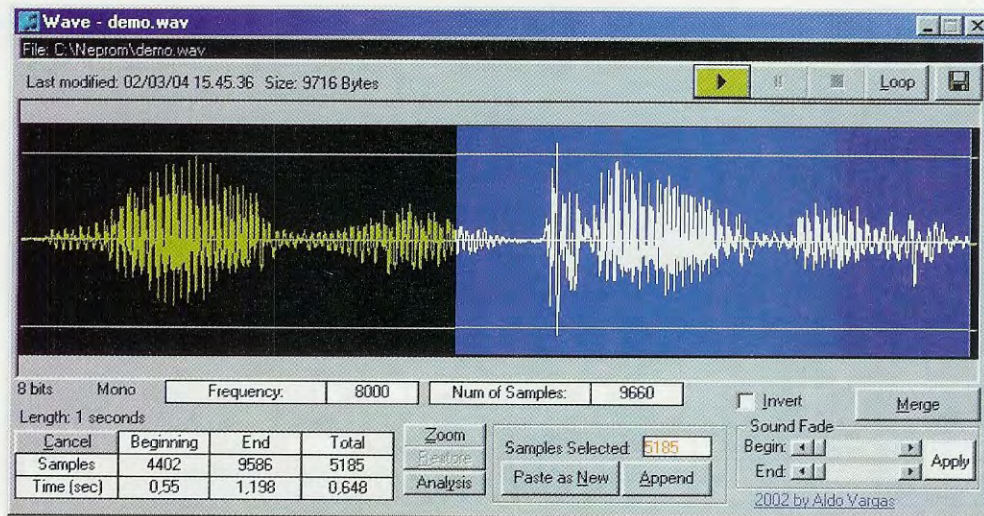 Wave - demo.wav
File: C:\Neprom\demo.wav
Last modified: 02/03/04 15.45.36 Size: 9716 Bytes
Loop
8 bits Mono Frequency: 8000 Num of Samples: 9660
Length: 1 seconds
Invert
Merge
Cancel Beginning End Total
Samples 4402 9586 5185
Time (sec) 0,55 1,198 0,648
Zoom
Restore
Analysis
Samples Selected: 5185
Paste as New Append
Sound Fade
Begin:
End:
Apply
2002 by Aldo Vargas